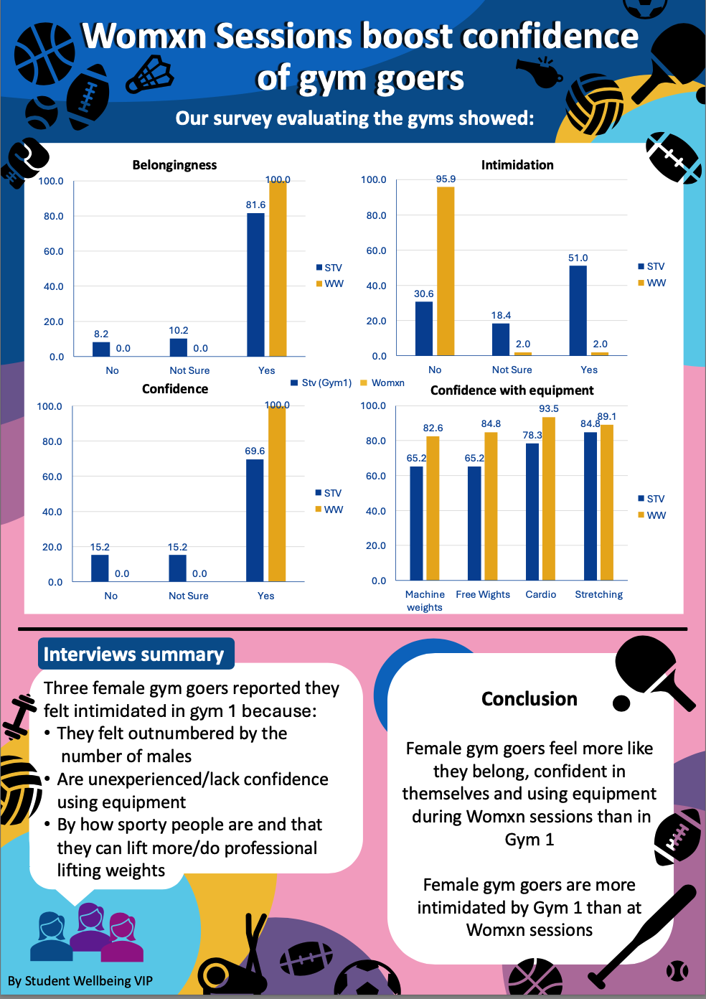 Womxn Sessions boost confidence
of gym goers
Our survey evaluating the gyms showed:
Belongingness
100.0
80.0
60.0
40.0
20.0
0.0
8.2
0.0
10.2
0.0
81.6
100.0
No
Not Sure
Yes
STV
WW
Intimidation
100.0
80.0
60.0
40.0
20.0
0.0
30.6
95.9
18.4
2.0
51.0
2.0
No
Not Sure
Yes
STV
WW
Stv (Gym1)
Womxn
Confidence
100.0
80.0
60.0
40.0
20.0
0.0
15.2
0.0
15.2
0.0
69.6
100.0
No
Not Sure
Yes
STV
WW
Confidence with equipment
100.0
80.0
60.0
40.0
20.0
0.0
65.2
82.6
65.2
84.8
78.3
93.5
84.8
89.1
Machine
weights
Free Wights
Cardio
Stretching
STV
WW
Interviews summary
Three female gym goers reported they
felt intimidated in gym 1 because:
• They felt outnumbered by the
number of males
• Are unexperienced/lack confidence
using equipment
• By how sporty people are and that
they can lift more/do professional
lifting weights
By Student Wellbeing VIP
Conclusion
Female gym goers feel more like
they belong, confident in
themselves and using equipment
during Womxn sessions than in
Gym 1
Female gym goers are more
intimidated by Gym 1 than at
Womxn sessions